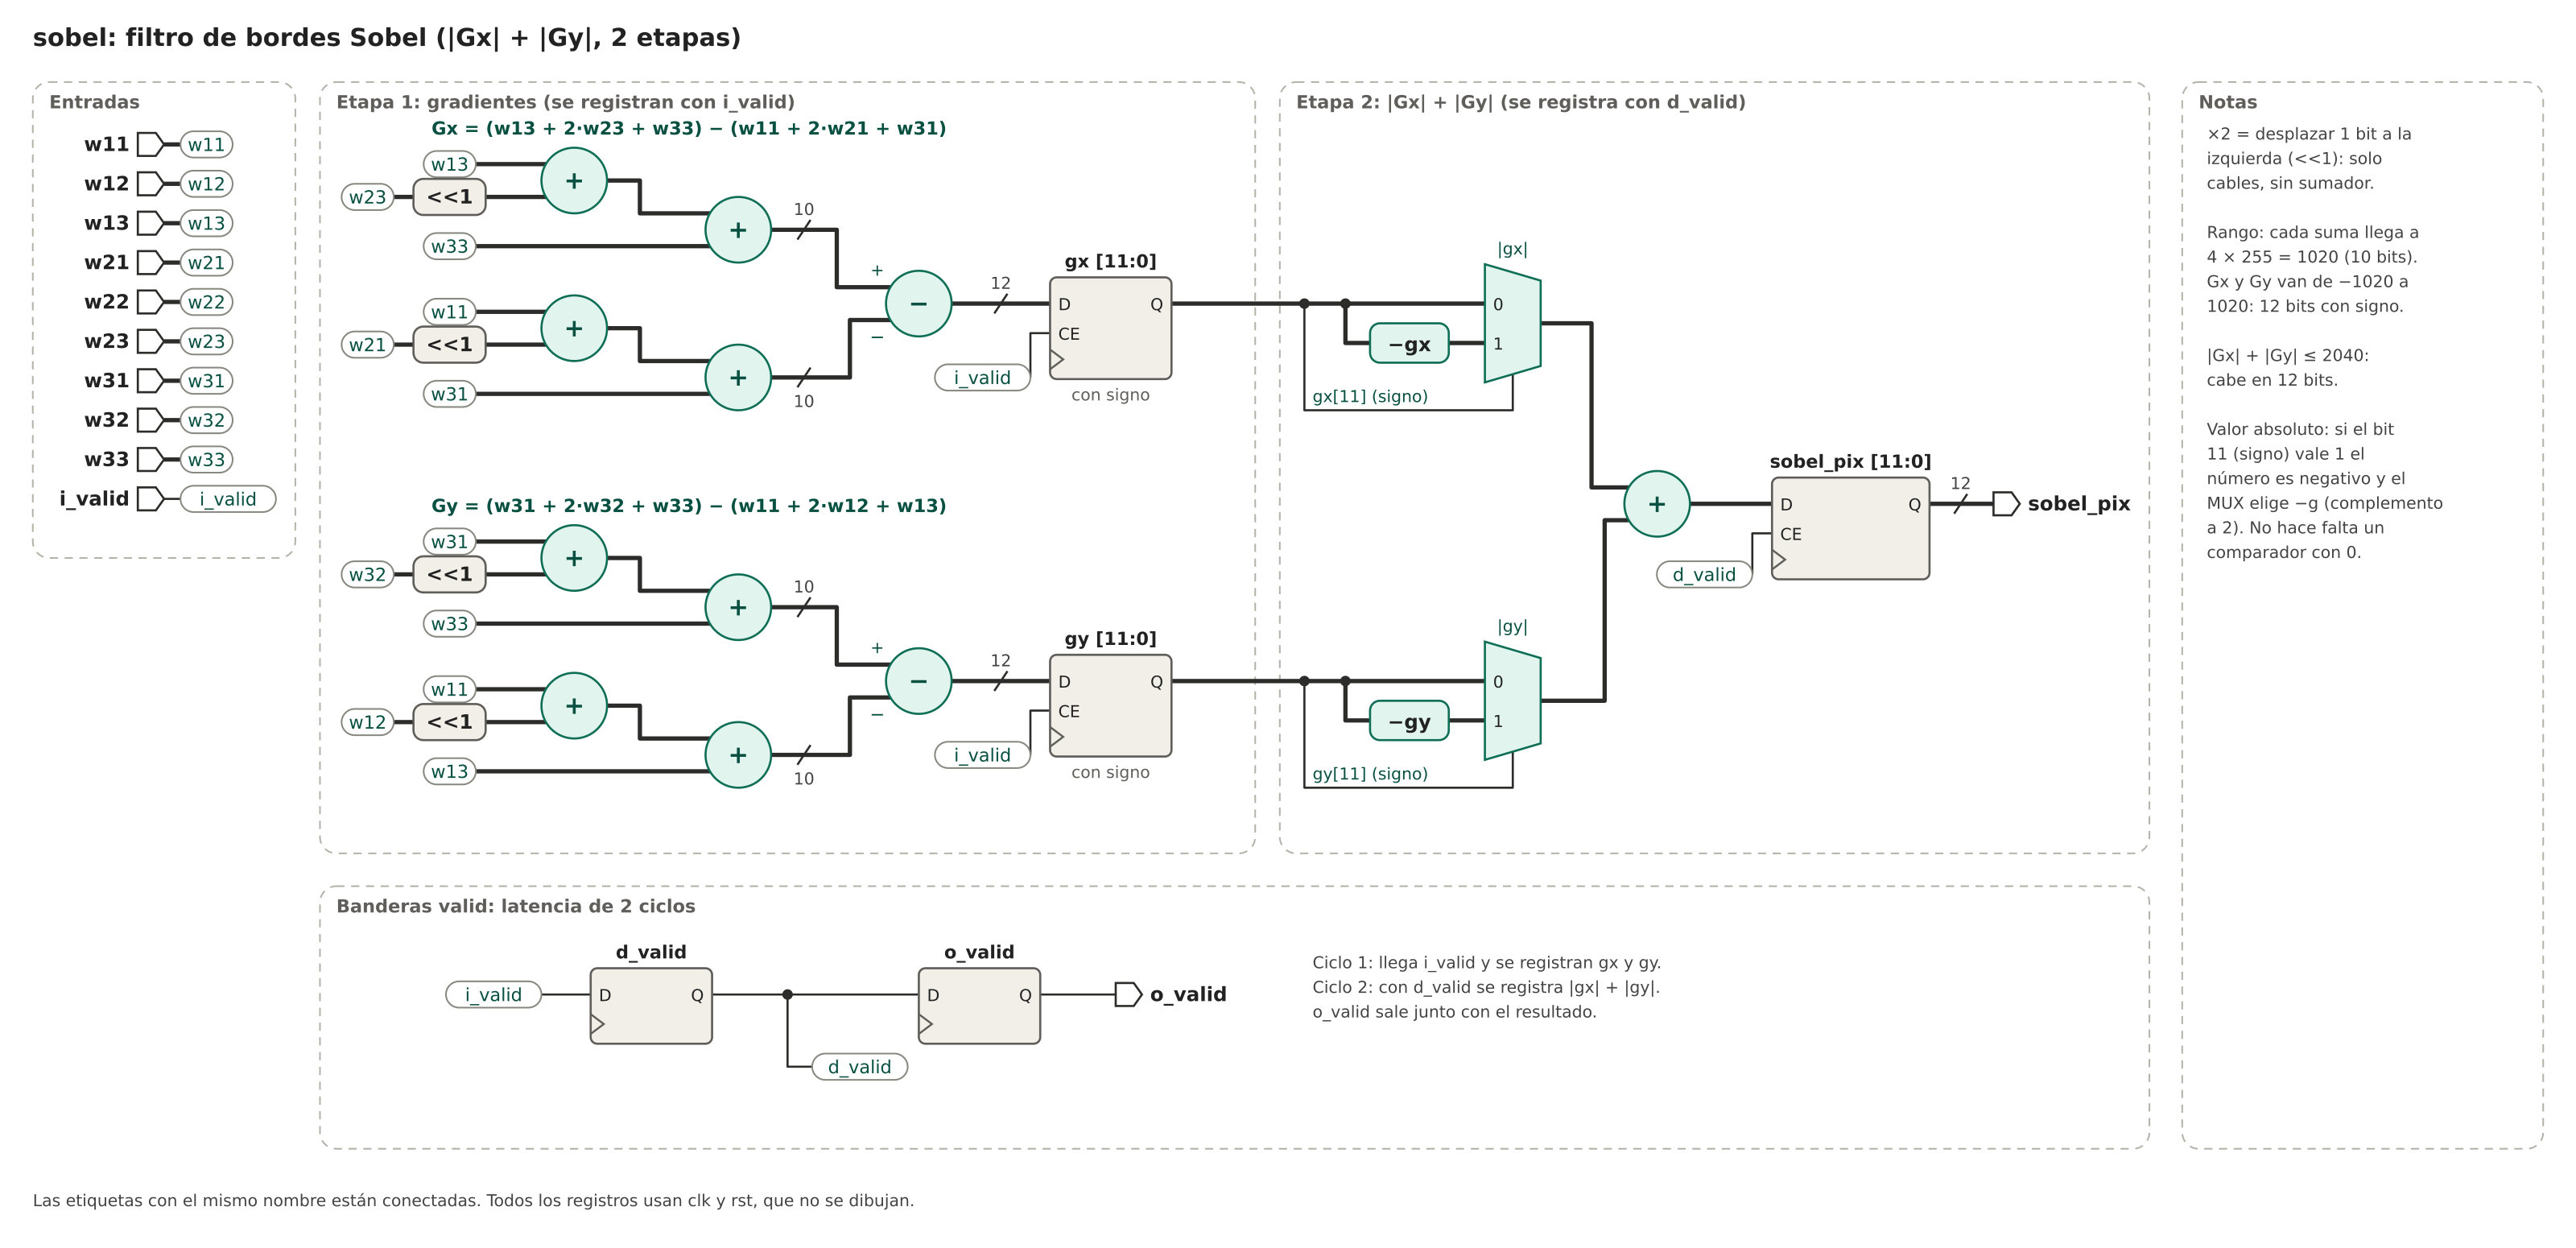 sobel: filtro de bordes Sobel (|Gx| + |Gy|, 2 etapas)
Entradas
w11 w11
w12 w12
w13 w13
w21 w21
w22 w22
w23 w23
w31 w31
w32 w32
w33 w33
i_valid i_valid
Etapa 1: gradientes (se registran con i_valid)
Gx = (w13 + 2·w23 + w33) − (w11 + 2·w21 + w31)
w13
w23 <<1 +
w33
+ 10
w11
w21 <<1 +
w31
+ 10
+
−
−
12
gx [11:0]
D Q
CE
i_valid
con signo
Gy = (w31 + 2·w32 + w33) − (w11 + 2·w12 + w13)
w31
w32 <<1 +
w33
+ 10
w11
w12 <<1 +
w13
+ 10
+
−
−
12
gy [11:0]
D Q
CE
i_valid
con signo
Etapa 2: |Gx| + |Gy| (se registra con d_valid)
|gx|
0
−gx 1
gx[11] (signo)
|gy|
0
−gy 1
gy[11] (signo)
+
sobel_pix [11:0]
D Q
CE
d_valid
12
sobel_pix
Notas
×2 = desplazar 1 bit a la
izquierda (<<1): solo
cables, sin sumador.
Rango: cada suma llega a
4 × 255 = 1020 (10 bits).
Gx y Gy van de −1020 a
1020: 12 bits con signo.
|Gx| + |Gy| ≤ 2040:
cabe en 12 bits.
Valor absoluto: si el bit
11 (signo) vale 1 el
número es negativo y el
MUX elige −g (complemento
a 2). No hace falta un
comparador con 0.
Banderas valid: latencia de 2 ciclos
d_valid
i_valid D Q
d_valid
o_valid
D Q o_valid
Ciclo 1: llega i_valid y se registran gx y gy.
Ciclo 2: con d_valid se registra |gx| + |gy|.
o_valid sale junto con el resultado.
Las etiquetas con el mismo nombre están conectadas. Todos los registros usan clk y rst, que no se dibujan.